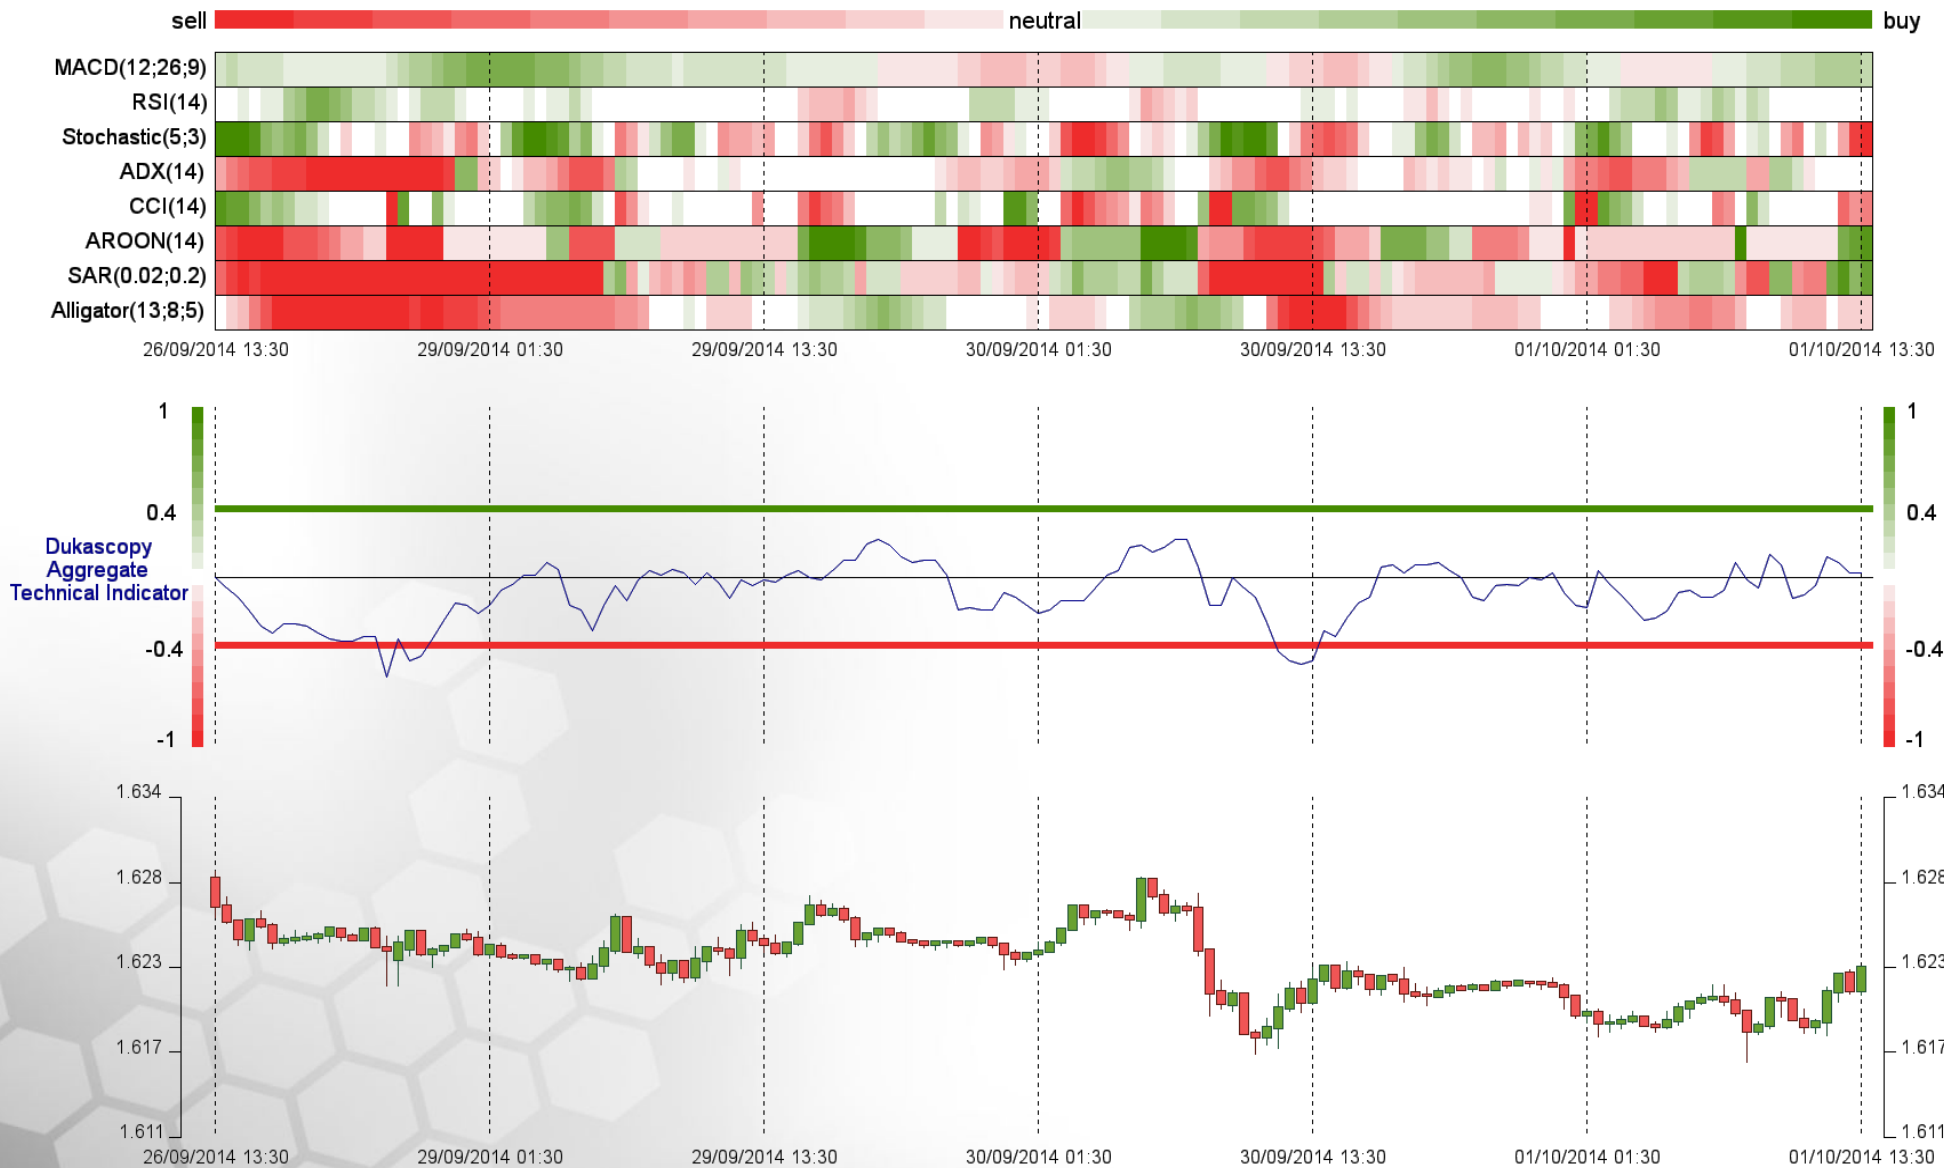 sell neutral buy
MACD(12;26;9)
RSI(14)
Stochastic(5;3)
ADX(14)
CCI(14)
AROON(14)
SAR(0.02;0.2)
Alligator(13;8;5)
26/09/2014 13:30 29/09/2014 01:30 29/09/2014 13:30 30/09/2014 01:30 30/09/2014 13:30 01/10/2014 01:30 01/10/2014 13:30
1 1
0.4 0.4
Dukascopy
Aggregate
Technical Indicator
-0.4 -0.4
-1 -1
1.634 1.634
1.628 1.628
1.623 1.623
1.617 1.617
1.611 1.611
26/09/2014 13:30 29/09/2014 01:30 29/09/2014 13:30 30/09/2014 01:30 30/09/2014 13:30 01/10/2014 01:30 01/10/2014 13:30